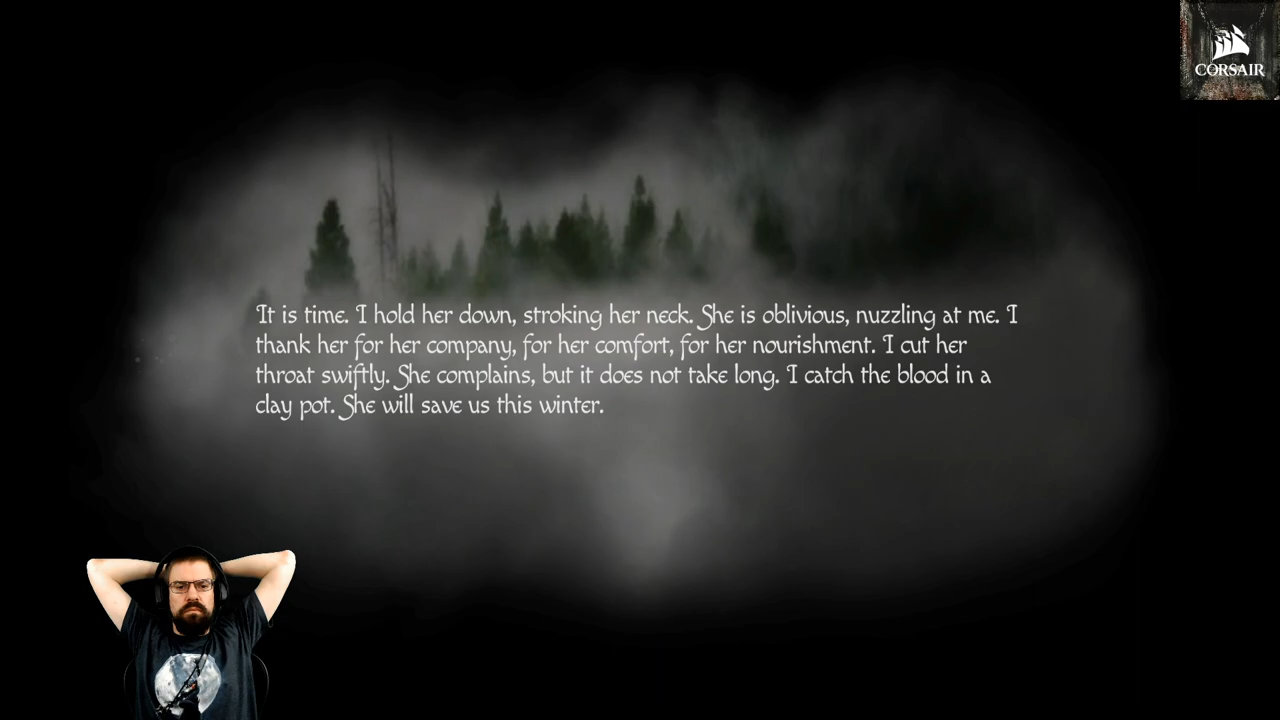 CORSAIR
It is time. I hold her down, stroking her neck. She is oblivious, nuzzling at me. I
thank her for her company, for her comfort, for her nourishment. I cut her
throat swiftly. She complains, but it does not take long. I catch the blood in a
clay pot. She will save us this winter.